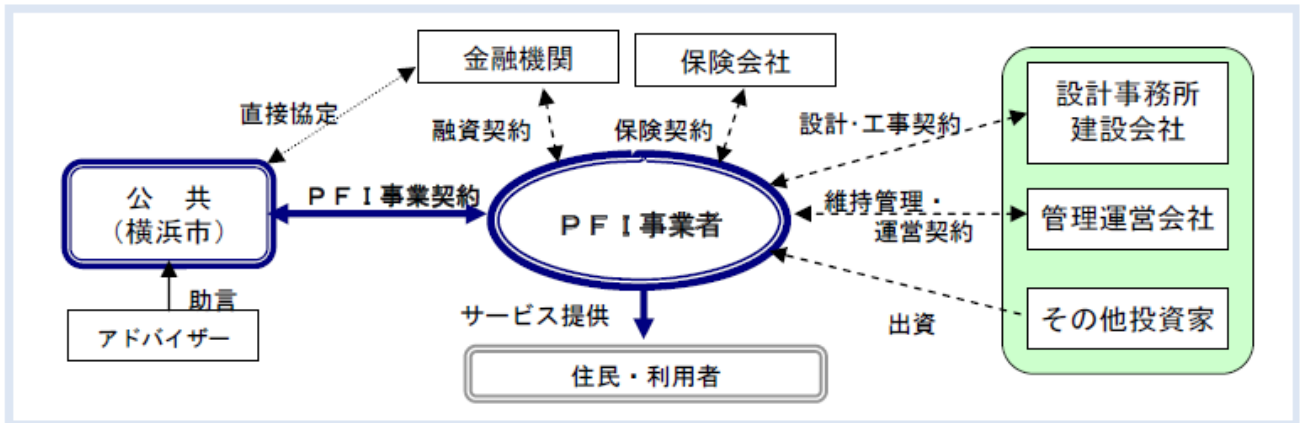 金融機関
保険会社
設計事務所
建設会社
直接協定
融資契約
保険契約
設計・工事契約
公　共
（横浜市）
ＰＦＩ事業契約
ＰＦＩ事業者
維持管理・
運営契約
管理運営会社
助言
アドバイザー
サービス提供
出資
その他投資家
住民・利用者